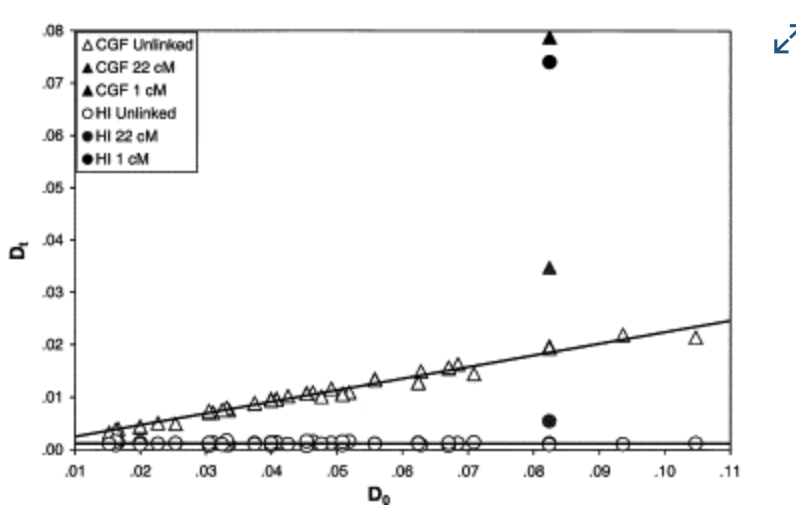 .08
CGF Unlinked
CGF 22 cM
CGF 1 cM
HI Unlinked
HI 22 cM
HI 1 cM
.07
.06
.05
.04
.03
.02
.01
.00
Dt
.01 .02 .03 .04 .05 .06 .07 .08 .09 .10 .11
D0